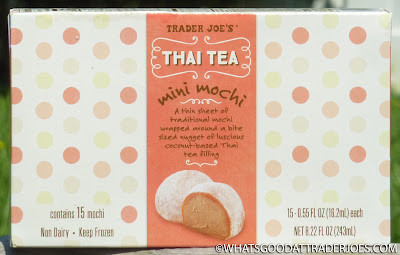 TRADER JOE'S®
THAI TEA
mini mochi
A thin sheet of
traditional mochi
wrapped around a bite
sized nugget of luscious
coconut-based Thai
tea filling
contains 15 mochi
Non Dairy • Keep Frozen
15 - 0.55 FL OZ (16.2mL) each
NET 8.22 FL OZ (243mL)
©WHATSGOODATTRADERJOES.COM